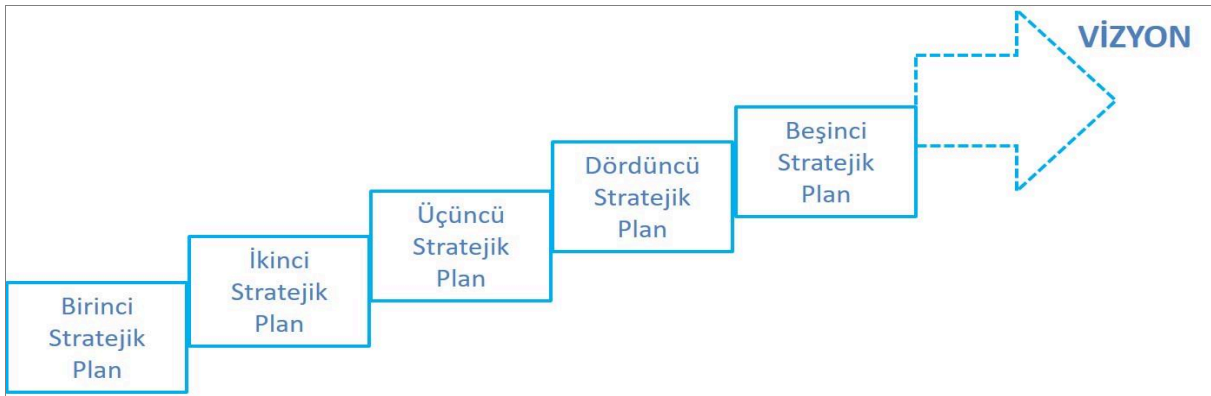 VİZYON
Beşinci
Stratejik
Plan
Dördüncü
Stratejik
Plan
Üçüncü
Stratejik
Plan
İkinci
Stratejik
Plan
Birinci
Stratejik
Plan